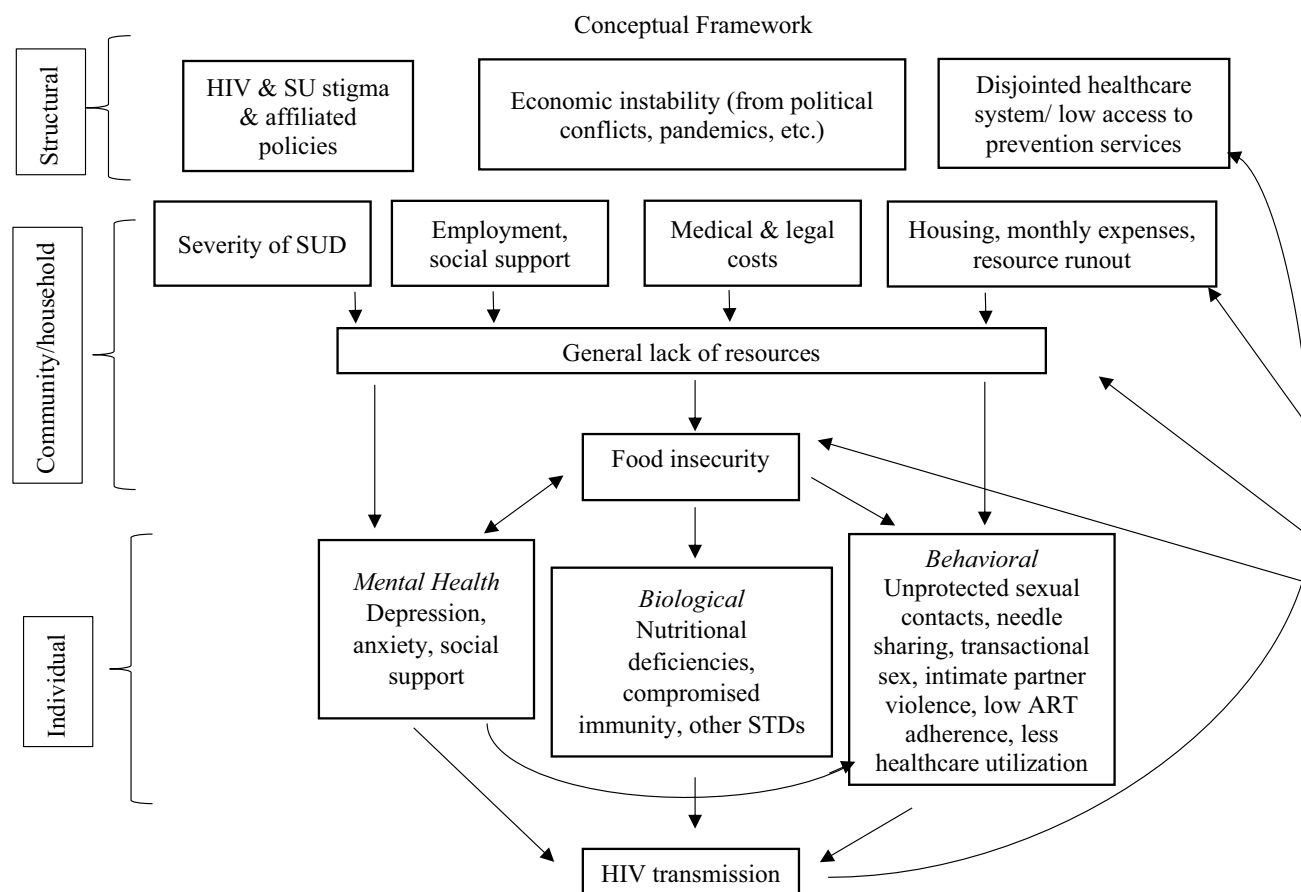 Conceptual Framework
Structural
HIV & SU stigma
& affiliated
policies
Economic instability (from political
conflicts, pandemics, etc.)
Disjointed healthcare
system/ low access to
prevention services
Community/household
Severity of SUD
Employment,
social support
Medical & legal
costs
Housing, monthly expenses,
resource runout
General lack of resources
Food insecurity
Individual
Mental Health
Depression,
anxiety, social
support
Biological
Nutritional
deficiencies,
compromised
immunity, other STDs
Behavioral
Unprotected sexual
contacts, needle
sharing, transactional
sex, intimate partner
violence, low ART
adherence, less
healthcare utilization
HIV transmission